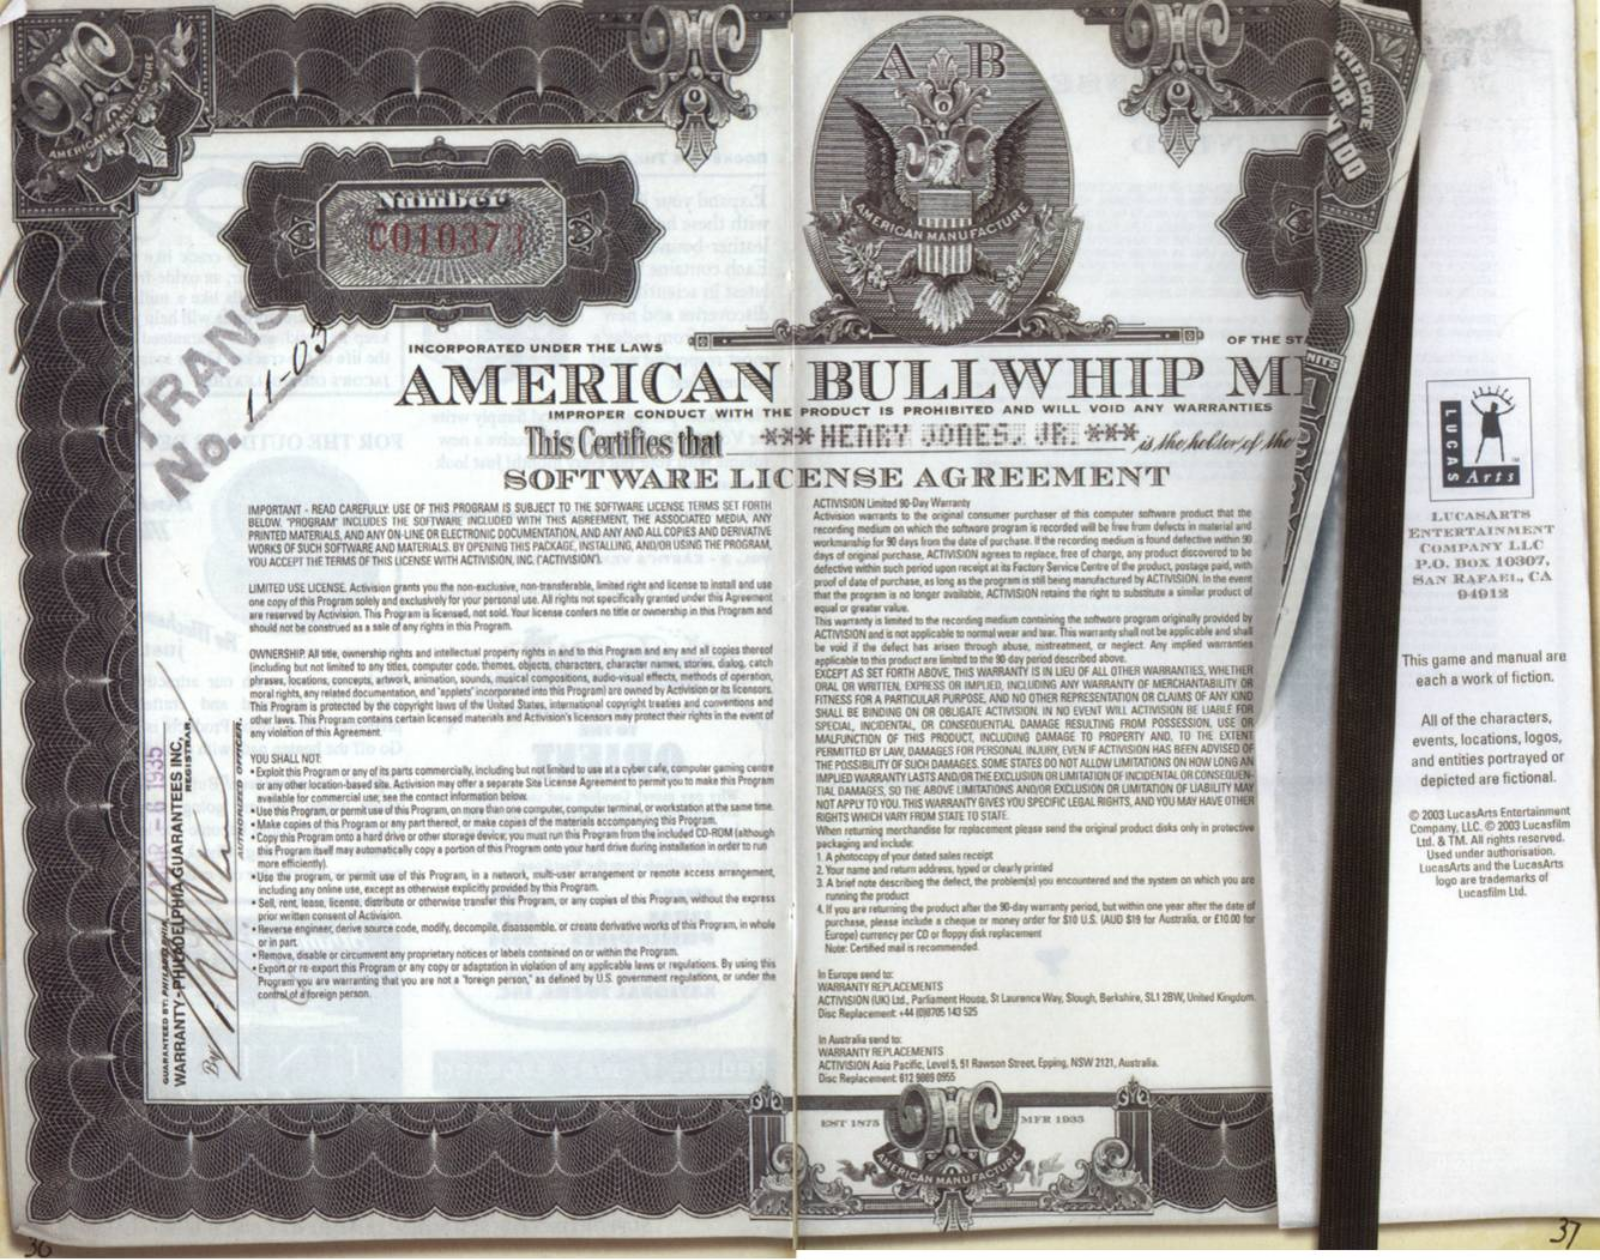 AMERICAN MANUFACTURE
Number
C010373
TRANS
No. 11-03
A B
AMERICAN MANUFACTURE
CERTIFICATE
FOR 100
INCORPORATED UNDER THE LAWS
OF THE STA
NITS
AMERICAN BULLWHIP M
IMPROPER CONDUCT WITH THE PRODUCT IS PROHIBITED AND WILL VOID ANY WARRANTIES
This Certifies that *** HENRY JONES, JR. *** is the holder of the
SOFTWARE LICENSE AGREEMENT
IMPORTANT - READ CAREFULLY: USE OF THIS PROGRAM IS SUBJECT TO THE SOFTWARE LICENSE TERMS SET FORTH
BELOW. "PROGRAM" INCLUDES THE SOFTWARE INCLUDED WITH THIS AGREEMENT, THE ASSOCIATED MEDIA, ANY
PRINTED MATERIALS, AND ANY ON-LINE OR ELECTRONIC DOCUMENTATION, AND ANY AND ALL COPIES AND DERIVATIVE
WORKS OF SUCH SOFTWARE AND MATERIALS. BY OPENING THIS PACKAGE, INSTALLING, AND/OR USING THE PROGRAM,
YOU ACCEPT THE TERMS OF THIS LICENSE WITH ACTIVISION, INC. ("ACTIVISION").
LIMITED USE LICENSE. Activision grants you the non-exclusive, non-transferable, limited right and license to install and use
one copy of this Program solely and exclusively for your personal use. All rights not specifically granted under this Agreement
are reserved by Activision. This Program is licensed, not sold. Your license confers no title or ownership in this Program and
should not be construed as a sale of any rights in this Program.
OWNERSHIP. All title, ownership rights and intellectual property rights in and to this Program and any and all copies thereof
(including but not limited to any titles, computer code, themes, objects, characters, character names, stories, dialog, catch
phrases, locations, concepts, artwork, animation, sounds, musical compositions, audio-visual effects, methods of operation,
moral rights, any related documentation, and "applets" incorporated into this Program) are owned by Activision or its licensors.
This Program is protected by the copyright laws of the United States, international copyright treaties and conventions and
other laws. This Program contains certain licensed materials and Activision's licensors may protect their rights in the event of
any violation of this Agreement.
YOU SHALL NOT:
• Exploit this Program or any of its parts commercially, including but not limited to use at a cyber cafe, computer gaming centre
or any other location-based site. Activision may offer a separate Site License Agreement to permit you to make this Program
available for commercial use; see the contact information below.
• Use this Program, or permit use of this Program, on more than one computer, computer terminal, or workstation at the same time.
• Make copies of this Program or any part thereof, or make copies of the materials accompanying this Program.
• Copy this Program onto a hard drive or other storage device; you must run this Program from the included CD-ROM (although
this Program itself may automatically copy a portion of this Program onto your hard drive during installation in order to run
more efficiently).
• Use the program, or permit use of this Program, in a network, multi-user arrangement or remote access arrangement,
including any online use, except as otherwise explicitly provided by this Program.
• Sell, rent, lease, license, distribute or otherwise transfer this Program, or any copies of this Program, without the express
prior written consent of Activision.
• Reverse engineer, derive source code, modify, decompile, disassemble, or create derivative works of this Program, in whole
or in part.
• Remove, disable or circumvent any proprietary notices or labels contained on or within the Program.
• Export or re-export this Program or any copy or adaptation in violation of any applicable laws or regulations. By using this
Program you are warranting that you are not a "foreign person," as defined by U.S. government regulations, or under the
control of a foreign person.
WARRANTY-PHILADELPHIA GUARANTEES INC.
REGISTRAR
MAR - 6 1935
By
AUTHORIZED OFFICER
ACTIVISION Limited 90-Day Warranty
Activision warrants to the original consumer purchaser of this computer software product that the
recording medium on which the software program is recorded will be free from defects in material and
workmanship for 90 days from the date of purchase. If the recording medium is found defective within 90
days of original purchase, ACTIVISION agrees to replace, free of charge, any product discovered to be
defective within such period upon receipt at its Factory Service Centre of the product, postage paid, with
proof of date of purchase, as long as the program is still being manufactured by ACTIVISION. In the event
that the program is no longer available, ACTIVISION retains the right to substitute a similar product of
equal or greater value.
This warranty is limited to the recording medium containing the software program originally provided by
ACTIVISION and is not applicable to normal wear and tear. This warranty shall not be applicable and shall
be void if the defect has arisen through abuse, mistreatment, or neglect. Any implied warranties
applicable to this product are limited to the 90-day period described above.
EXCEPT AS SET FORTH ABOVE, THIS WARRANTY IS IN LIEU OF ALL OTHER WARRANTIES, WHETHER
ORAL OR WRITTEN, EXPRESS OR IMPLIED, INCLUDING ANY WARRANTY OF MERCHANTABILITY OR
FITNESS FOR A PARTICULAR PURPOSE, AND NO OTHER REPRESENTATION OR CLAIMS OF ANY KIND
SHALL BE BINDING ON OR OBLIGATE ACTIVISION. IN NO EVENT WILL ACTIVISION BE LIABLE FOR
SPECIAL, INCIDENTAL, OR CONSEQUENTIAL DAMAGE RESULTING FROM POSSESSION, USE OR
MALFUNCTION OF THIS PRODUCT, INCLUDING DAMAGE TO PROPERTY AND, TO THE EXTENT
PERMITTED BY LAW, DAMAGES FOR PERSONAL INJURY, EVEN IF ACTIVISION HAS BEEN ADVISED OF
THE POSSIBILITY OF SUCH DAMAGES. SOME STATES DO NOT ALLOW LIMITATIONS ON HOW LONG AN
IMPLIED WARRANTY LASTS AND/OR THE EXCLUSION OR LIMITATION OF INCIDENTAL OR CONSEQUEN-
TIAL DAMAGES, SO THE ABOVE LIMITATIONS AND/OR EXCLUSION OR LIMITATION OF LIABILITY MAY
NOT APPLY TO YOU. THIS WARRANTY GIVES YOU SPECIFIC LEGAL RIGHTS, AND YOU MAY HAVE OTHER
RIGHTS WHICH VARY FROM STATE TO STATE.
When returning merchandise for replacement please send the original product disks only in protective
packaging and include:
1. A photocopy of your dated sales receipt
2. Your name and return address, typed or clearly printed
3. A brief note describing the defect, the problem(s) you encountered and the system on which you are
running the product
4. If you are returning the product after the 90-day warranty period, but within one year after the date of
purchase, please include a cheque or money order for $10 U.S. (AUD $19 for Australia, or £10.00 for
Europe) currency per CD or floppy disk replacement
Note: Certified mail is recommended.
In Europe send to:
WARRANTY REPLACEMENTS
ACTIVISION (UK) Ltd., Parliament House, St Laurence Way, Slough, Berkshire, SL1 2BW, United Kingdom.
Disc Replacement: +44 (0)8705 143 525
In Australia send to:
WARRANTY REPLACEMENTS
ACTIVISION Asia Pacific, Level 5, 51 Rawson Street, Epping, NSW 2121, Australia.
Disc Replacement: 612 9869 0955
EST 1875
MFR 1935
AMERICAN MANUFACTURE
LUCAS
Arts
LUCASARTS
ENTERTAINMENT
COMPANY LLC
P.O. BOX 10307,
SAN RAFAEL, CA
94912
This game and manual are
each a work of fiction.
All of the characters,
events, locations, logos,
and entities portrayed or
depicted are fictional.
© 2003 LucasArts Entertainment
Company, LLC. © 2003 Lucasfilm
Ltd. & TM. All rights reserved.
Used under authorisation.
LucasArts and the LucasArts
logo are trademarks of
Lucasfilm Ltd.
36
37